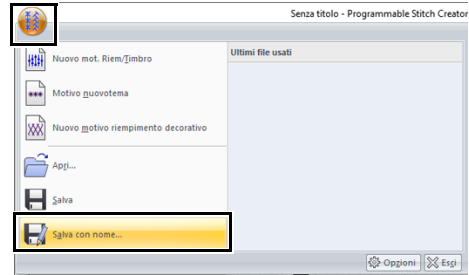 Senza titolo - Programmable Stitch Creator
Ultimi file usati
Nuovo mot. Riem/Timbro
Motivo nuovotema
Nuovo motivo riempimento decorativo
Apri...
Salva
Salva con nome...
Opzioni
Esci